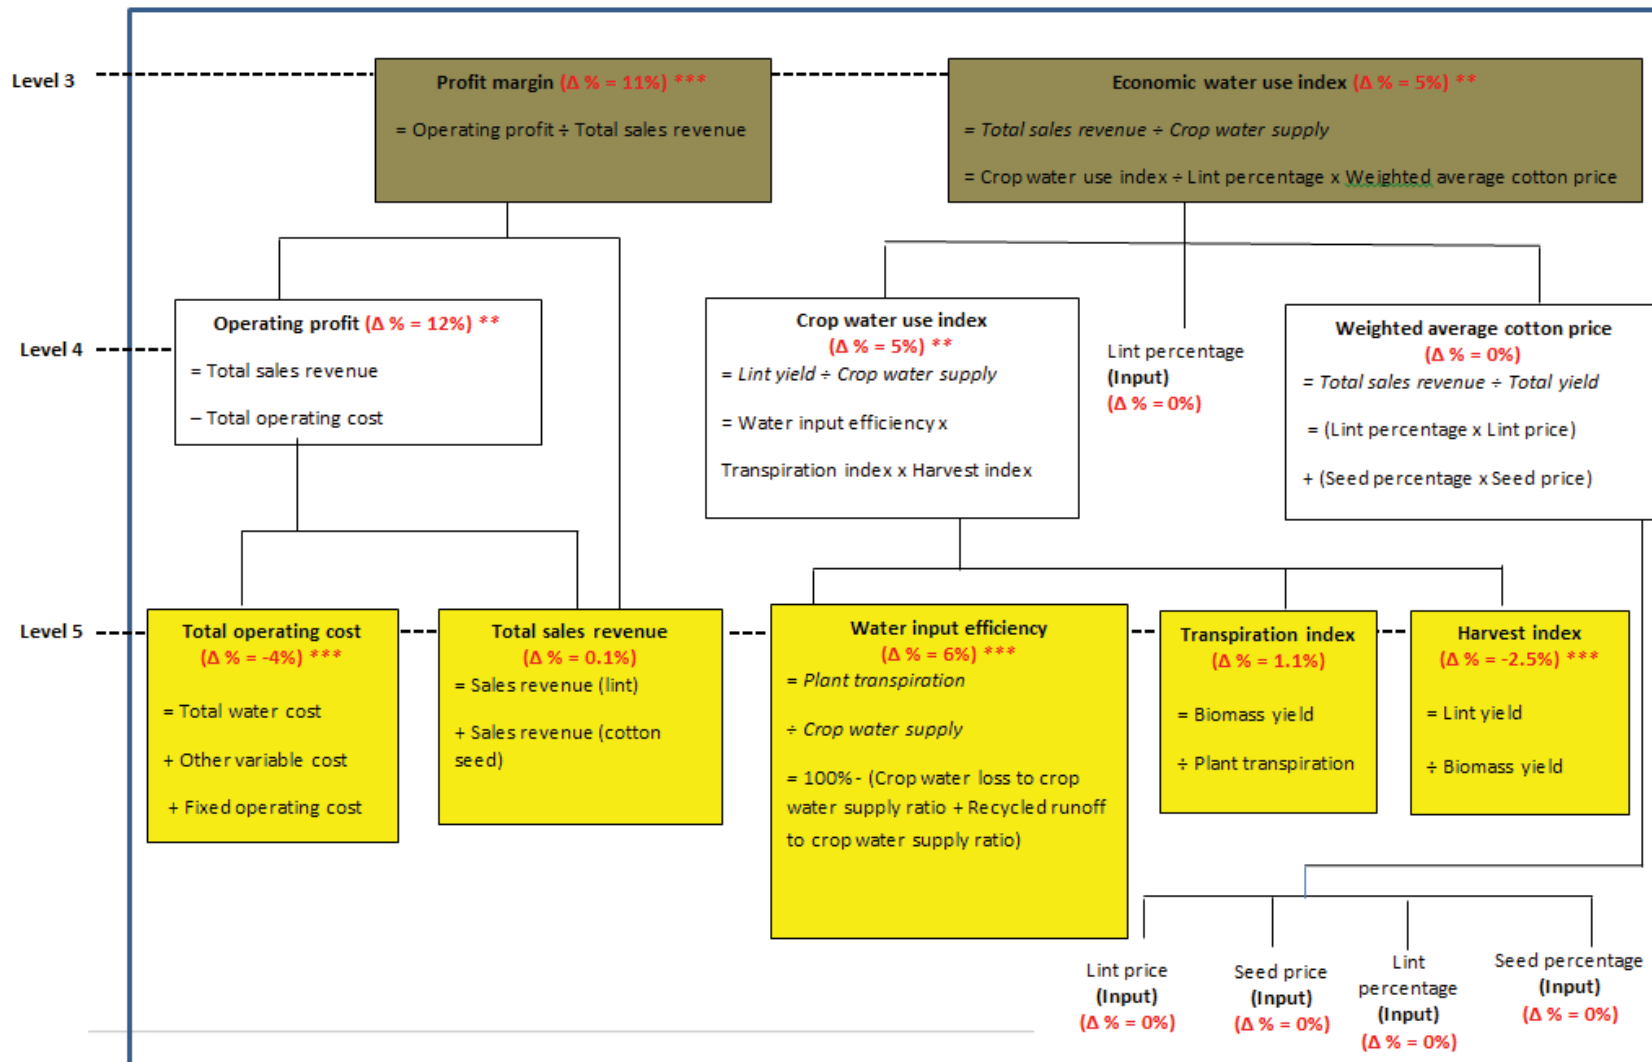 Level 3
Profit margin (Δ % = 11%) ***
= Operating profit ÷ Total sales revenue
Economic water use index (Δ % = 5%) **
= Total sales revenue ÷ Crop water supply
= Crop water use index ÷ Lint percentage x Weighted average cotton price
Level 4
Operating profit (Δ % = 12%) **
= Total sales revenue
– Total operating cost
Crop water use index
(Δ % = 5%) **
= Lint yield ÷ Crop water supply
= Water input efficiency x
Transpiration index x Harvest index
Lint percentage
(Input)
(Δ % = 0%)
Weighted average cotton price
(Δ % = 0%)
= Total sales revenue ÷ Total yield
= (Lint percentage x Lint price)
+ (Seed percentage x Seed price)
Level 5
Total operating cost
(Δ % = -4%) ***
= Total water cost
+ Other variable cost
+ Fixed operating cost
Total sales revenue
(Δ % = 0.1%)
= Sales revenue (lint)
+ Sales revenue (cotton
seed)
Water input efficiency
(Δ % = 6%) ***
= Plant transpiration
÷ Crop water supply
= 100% - (Crop water loss to crop
water supply ratio + Recycled runoff
to crop water supply ratio)
Transpiration index
(Δ % = 1.1%)
= Biomass yield
÷ Plant transpiration
Harvest index
(Δ % = -2.5%) ***
= Lint yield
÷ Biomass yield
Lint price
(Input)
(Δ % = 0%)
Seed price
(Input)
(Δ % = 0%)
Lint
percentage
(Input)
(Δ % = 0%)
Seed percentage
(Input)
(Δ % = 0%)